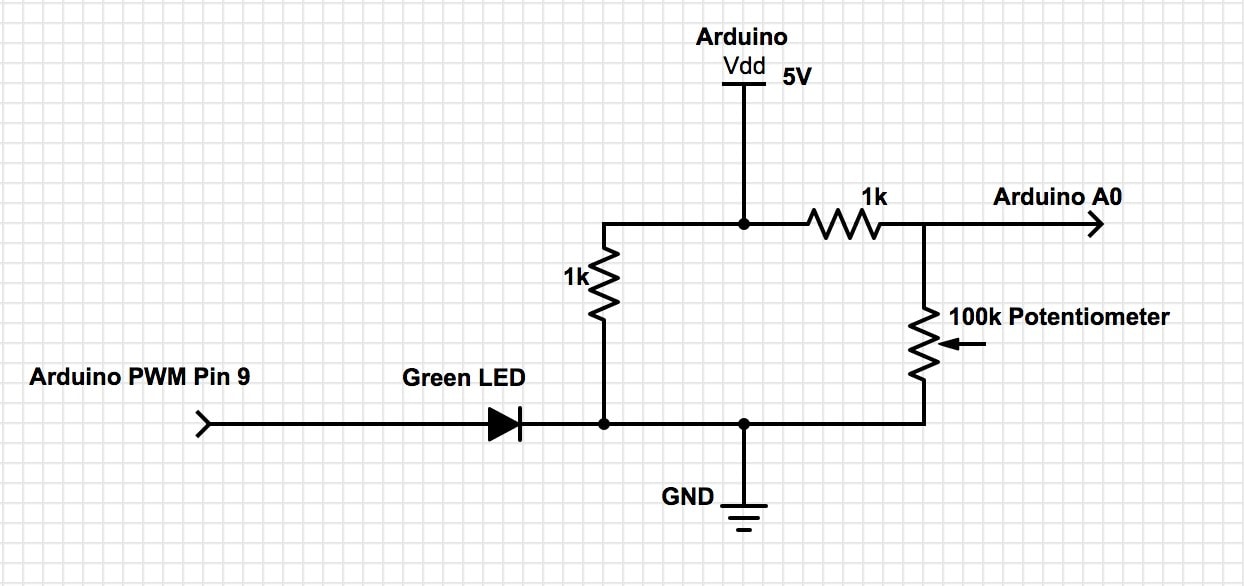 Arduino
Vdd
5V
1k
Arduino A0
1k
100k Potentiometer
Arduino PWM Pin 9
Green LED
GND